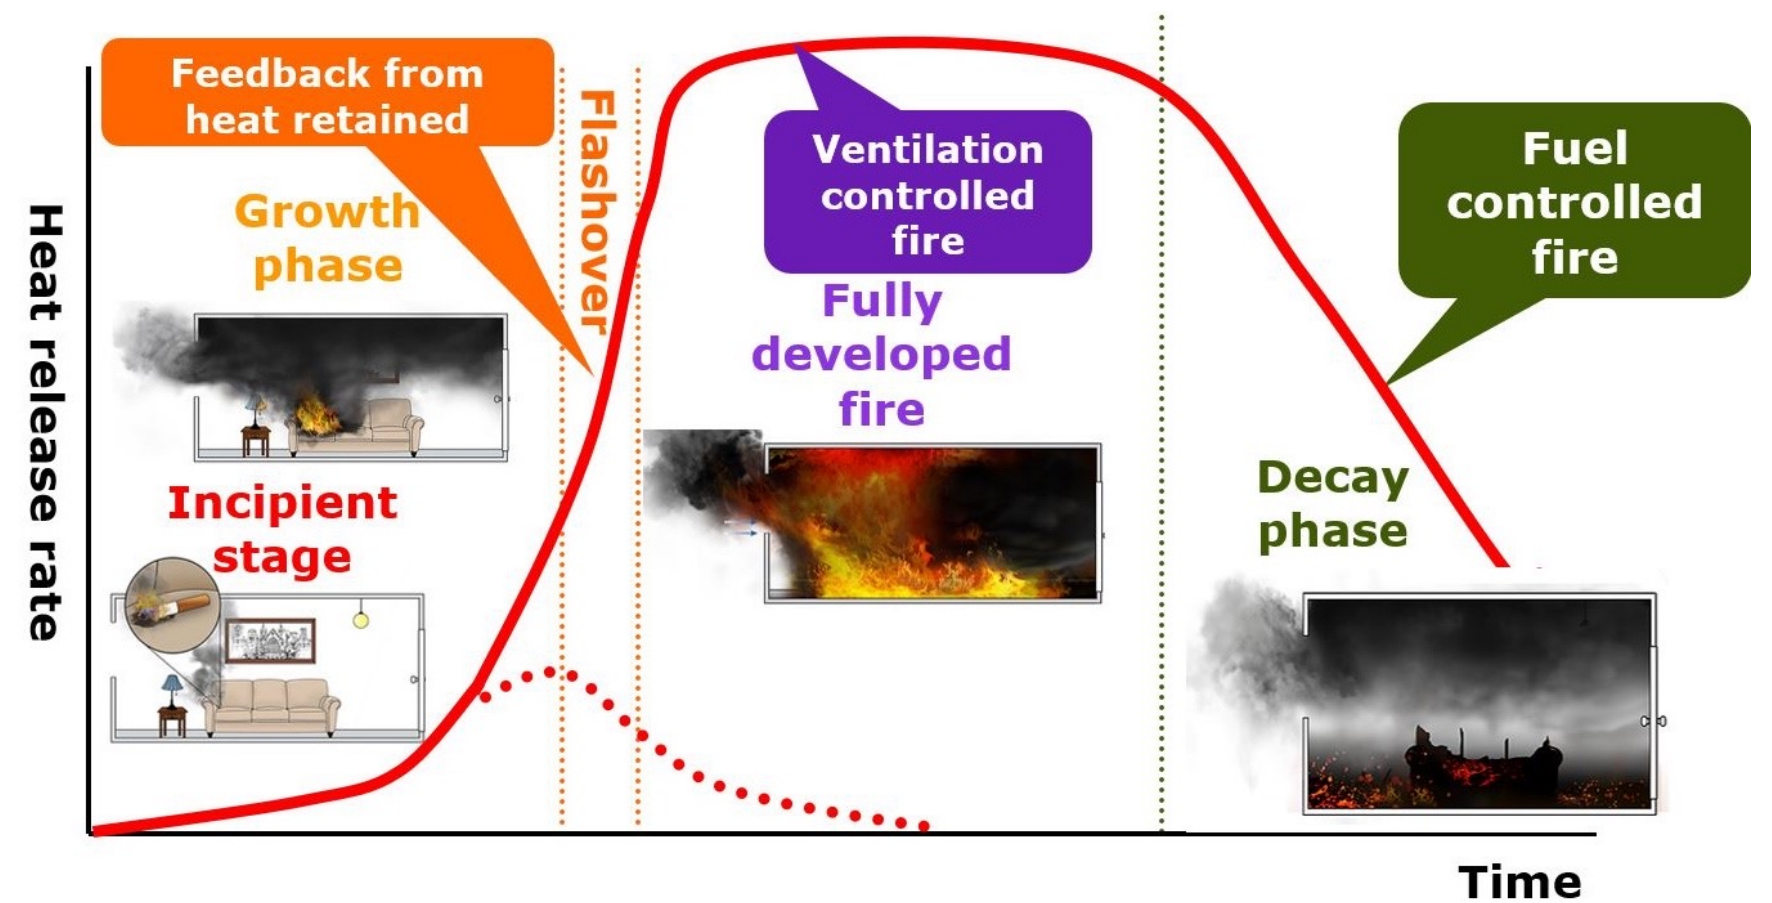 Feedback from
heat retained
Growth
phase
Incipient
stage
Heat release rate
Flashover
Ventilation
controlled
fire
Fully
developed
fire
Fuel
controlled
fire
Decay
phase
Time